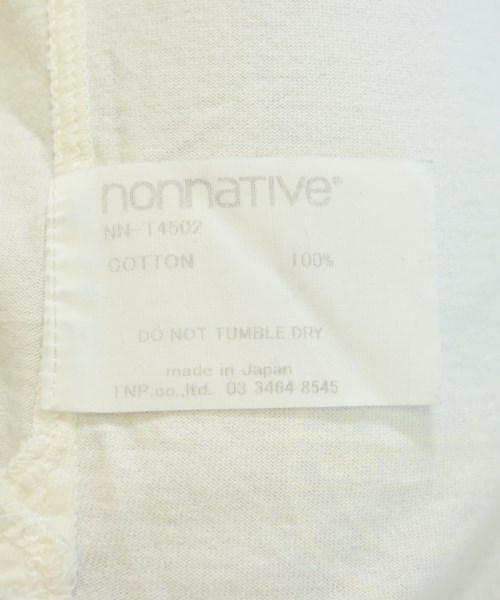 nonnative®
NN-T4502
COTTON 100%
DO NOT TUMBLE DRY
made in Japan
TNP.co.,ltd. 03 3464 8545